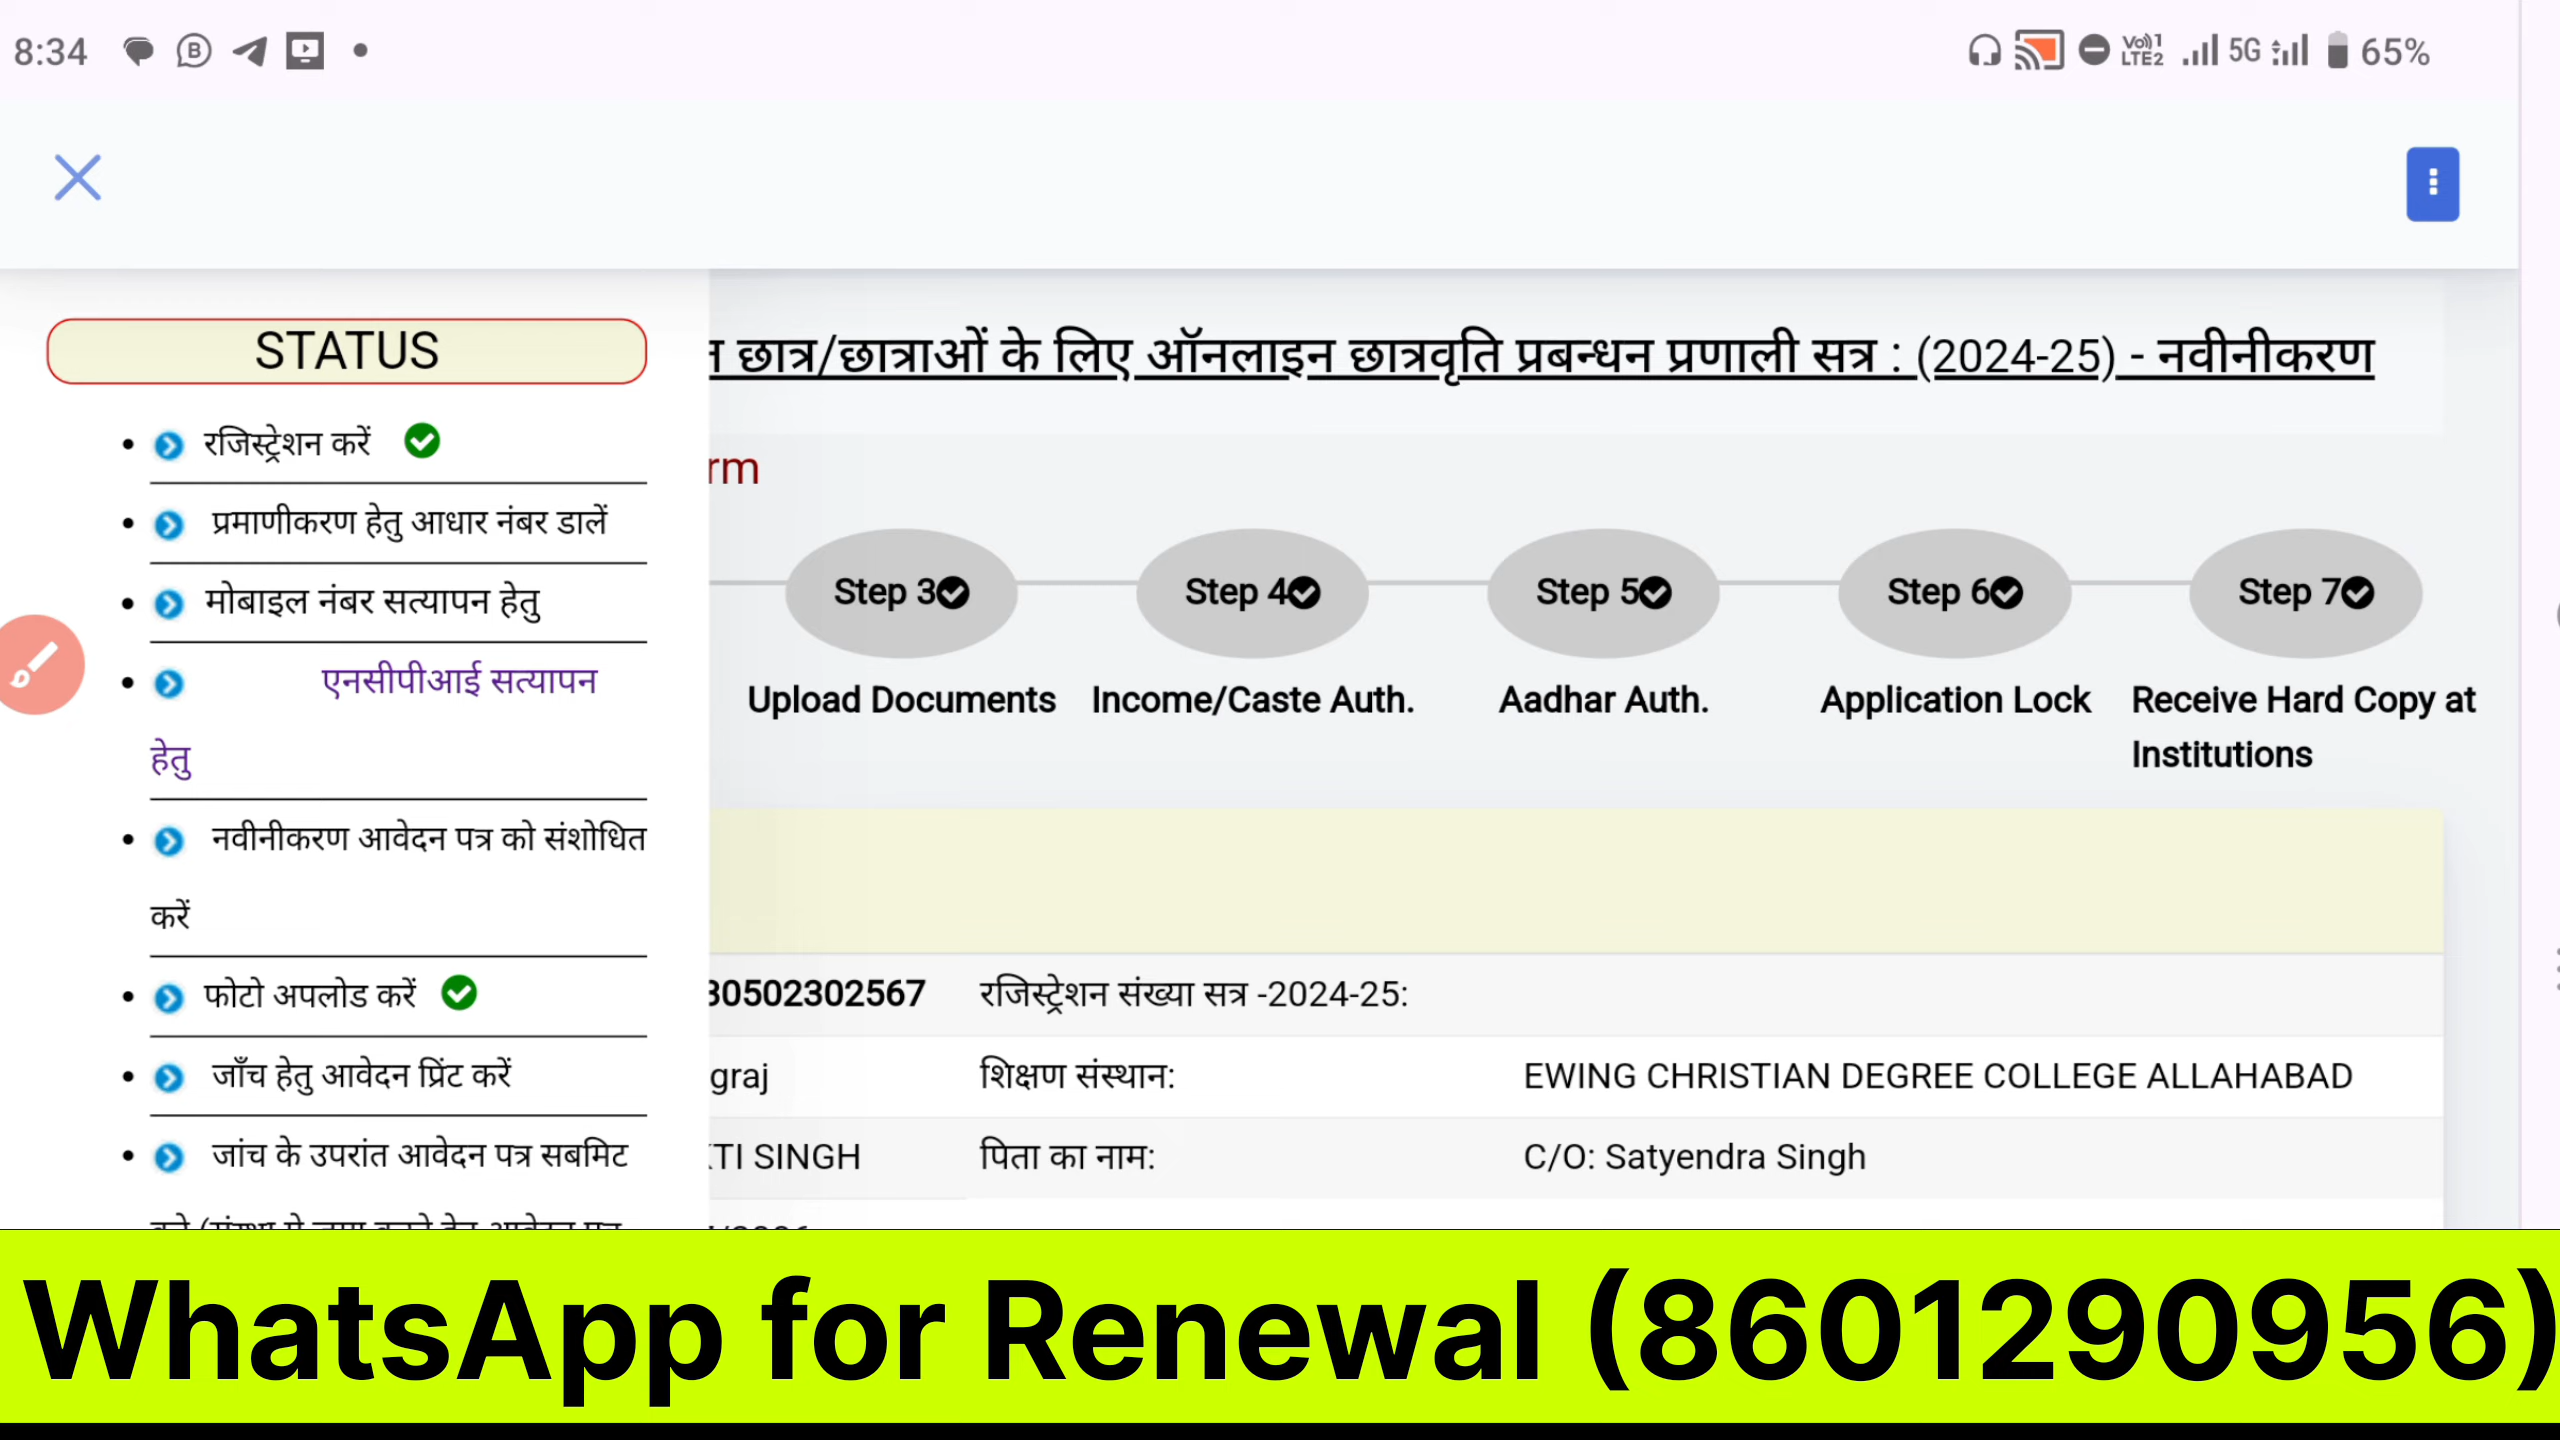 8:34
Vo)) 1
LTE2
5G
65%
STATUS
रजिस्ट्रेशन करें
प्रमाणीकरण हेतु आधार नंबर डालें
मोबाइल नंबर सत्यापन हेतु
एनसीपीआई सत्यापन
हेतु
नवीनीकरण आवेदन पत्र को संशोधित
करें
फोटो अपलोड करें
जाँच हेतु आवेदन प्रिंट करें
जांच के उपरांत आवेदन पत्र सबमिट
छात्र/छात्राओं के लिए ऑनलाइन छात्रवृति प्रबन्धन प्रणाली सत्र : (2024-25) - नवीनीकरण
rm
Step 3 Step 4 Step 5 Step 6 Step 7
Upload Documents Income/Caste Auth. Aadhar Auth. Application Lock Receive Hard Copy at
Institutions
30502302567 रजिस्ट्रेशन संख्या सत्र -2024-25:
graj शिक्षण संस्थान: EWING CHRISTIAN DEGREE COLLEGE ALLAHABAD
TI SINGH पिता का नाम: C/O: Satyendra Singh
WhatsApp for Renewal (8601290956)